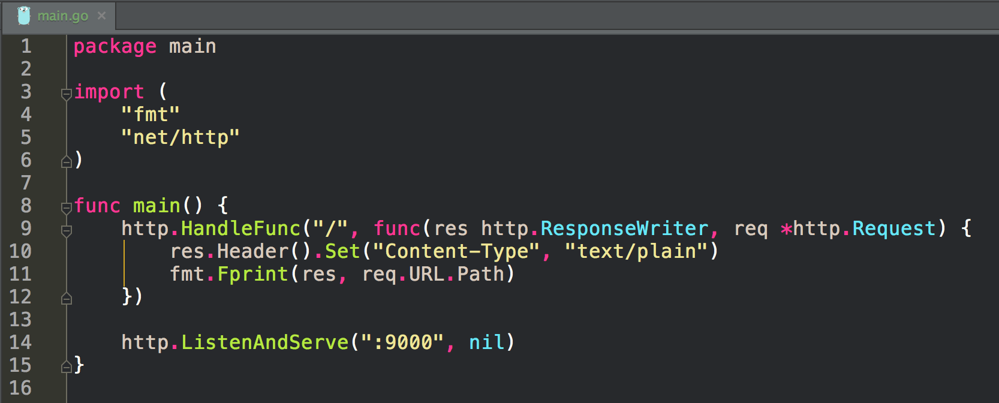 main.go ×
1 package main
2
3 import (
4     "fmt"
5     "net/http"
6 )
7
8 func main() {
9     http.HandleFunc("/", func(res http.ResponseWriter, req *http.Request) {
10         res.Header().Set("Content-Type", "text/plain")
11         fmt.Fprint(res, req.URL.Path)
12     })
13
14     http.ListenAndServe(":9000", nil)
15 }
16